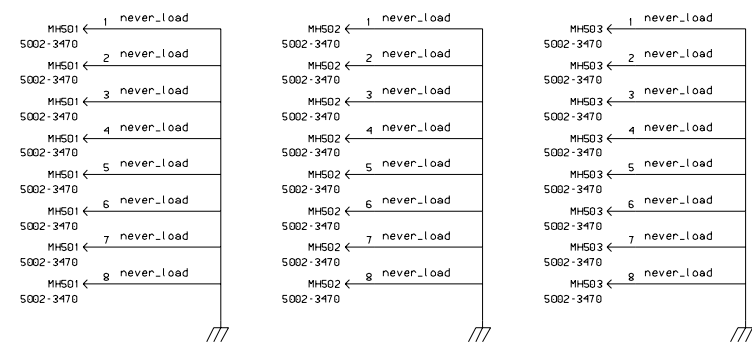 1 never_load 1 never_load 1 never_load
MH501 MH502 MH503
5002-3470 5002-3470 5002-3470
2 never_load 2 never_load 2 never_load
MH501 MH502 MH503
5002-3470 5002-3470 5002-3470
3 never_load 3 never_load 3 never_load
MH501 MH502 MH503
5002-3470 5002-3470 5002-3470
4 never_load 4 never_load 4 never_load
MH501 MH502 MH503
5002-3470 5002-3470 5002-3470
5 never_load 5 never_load 5 never_load
MH501 MH502 MH503
5002-3470 5002-3470 5002-3470
6 never_load 6 never_load 6 never_load
MH501 MH502 MH503
5002-3470 5002-3470 5002-3470
7 never_load 7 never_load 7 never_load
MH501 MH502 MH503
5002-3470 5002-3470 5002-3470
8 never_load 8 never_load 8 never_load
MH501 MH502 MH503
5002-3470 5002-3470 5002-3470